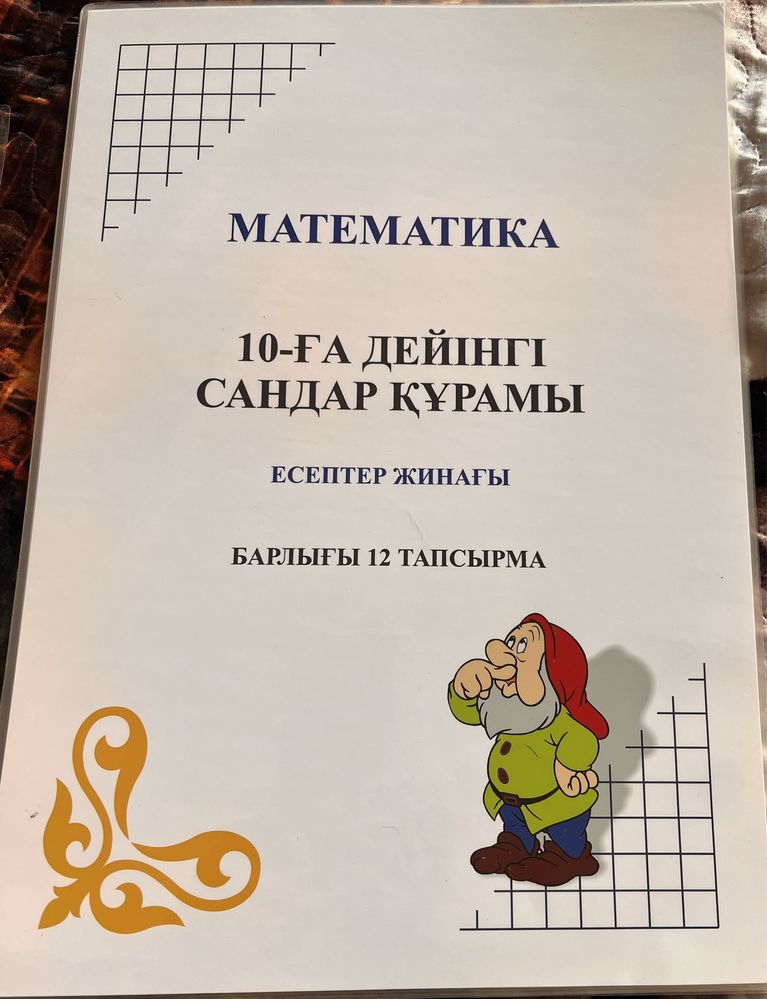 МАТЕМАТИКА
10-ҒА ДЕЙІНГІ
САНДАР ҚҰРАМЫ
ЕСЕПТЕР ЖИНАҒЫ
БАРЛЫҒЫ 12 ТАПСЫРМА